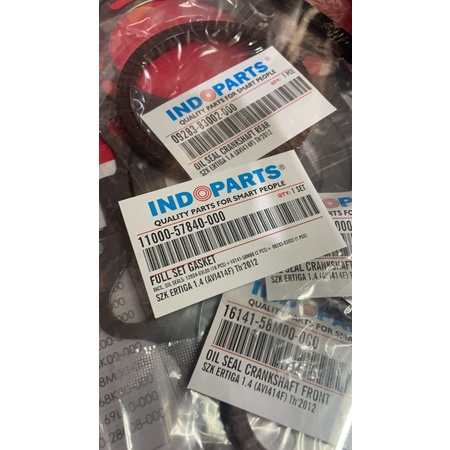 INDOPARTS®
QUALITY PARTS FOR SMART PEOPLE
QTY: 1 PCE
09283-83002-000
OIL SEAL CRANKSHAFT REAR
SZK ERTIGA 1.4 (AVI414F) Th'2012
INDOPARTS®
QUALITY PARTS FOR SMART PEOPLE
QTY: 1 SET
11000-57840-000
FULL SET GASKET
SZK ERTIGA 1.4 (AVI414F) Th'2012
OIL SEAL CRANKSHAFT
SZK ERTIGA 1.4 (AVI414F)
16141-58M00-000
OIL SEAL CRANKSHAFT FRONT
SZK ERTIGA 1.4 (AVI414F) Th'2012